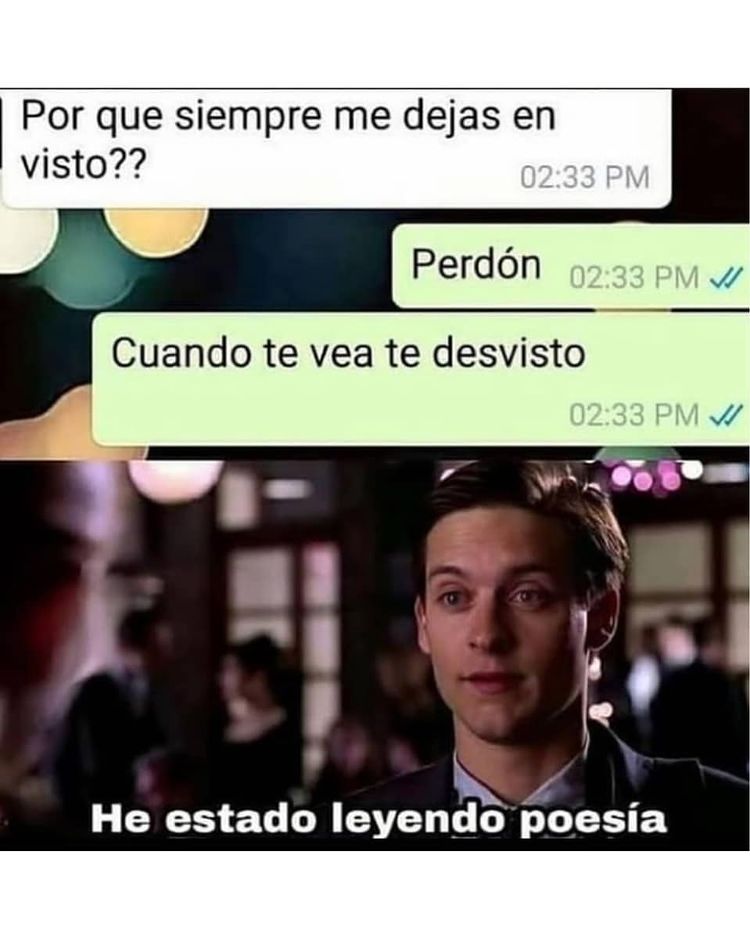 Por que siempre me dejas en
visto??
02:33 PM
Perdón 02:33 PM
Cuando te vea te desvisto
02:33 PM
He estado leyendo poesía